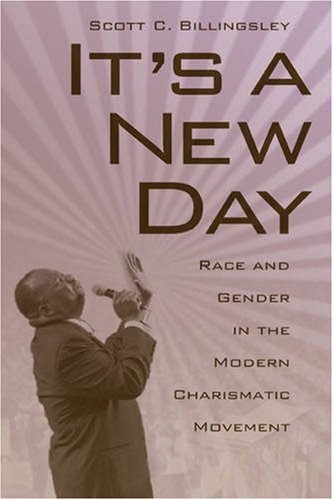 Scott C. Billingsley
It's a
New
Day
Race and
Gender
in the
Modern
Charismatic
Movement